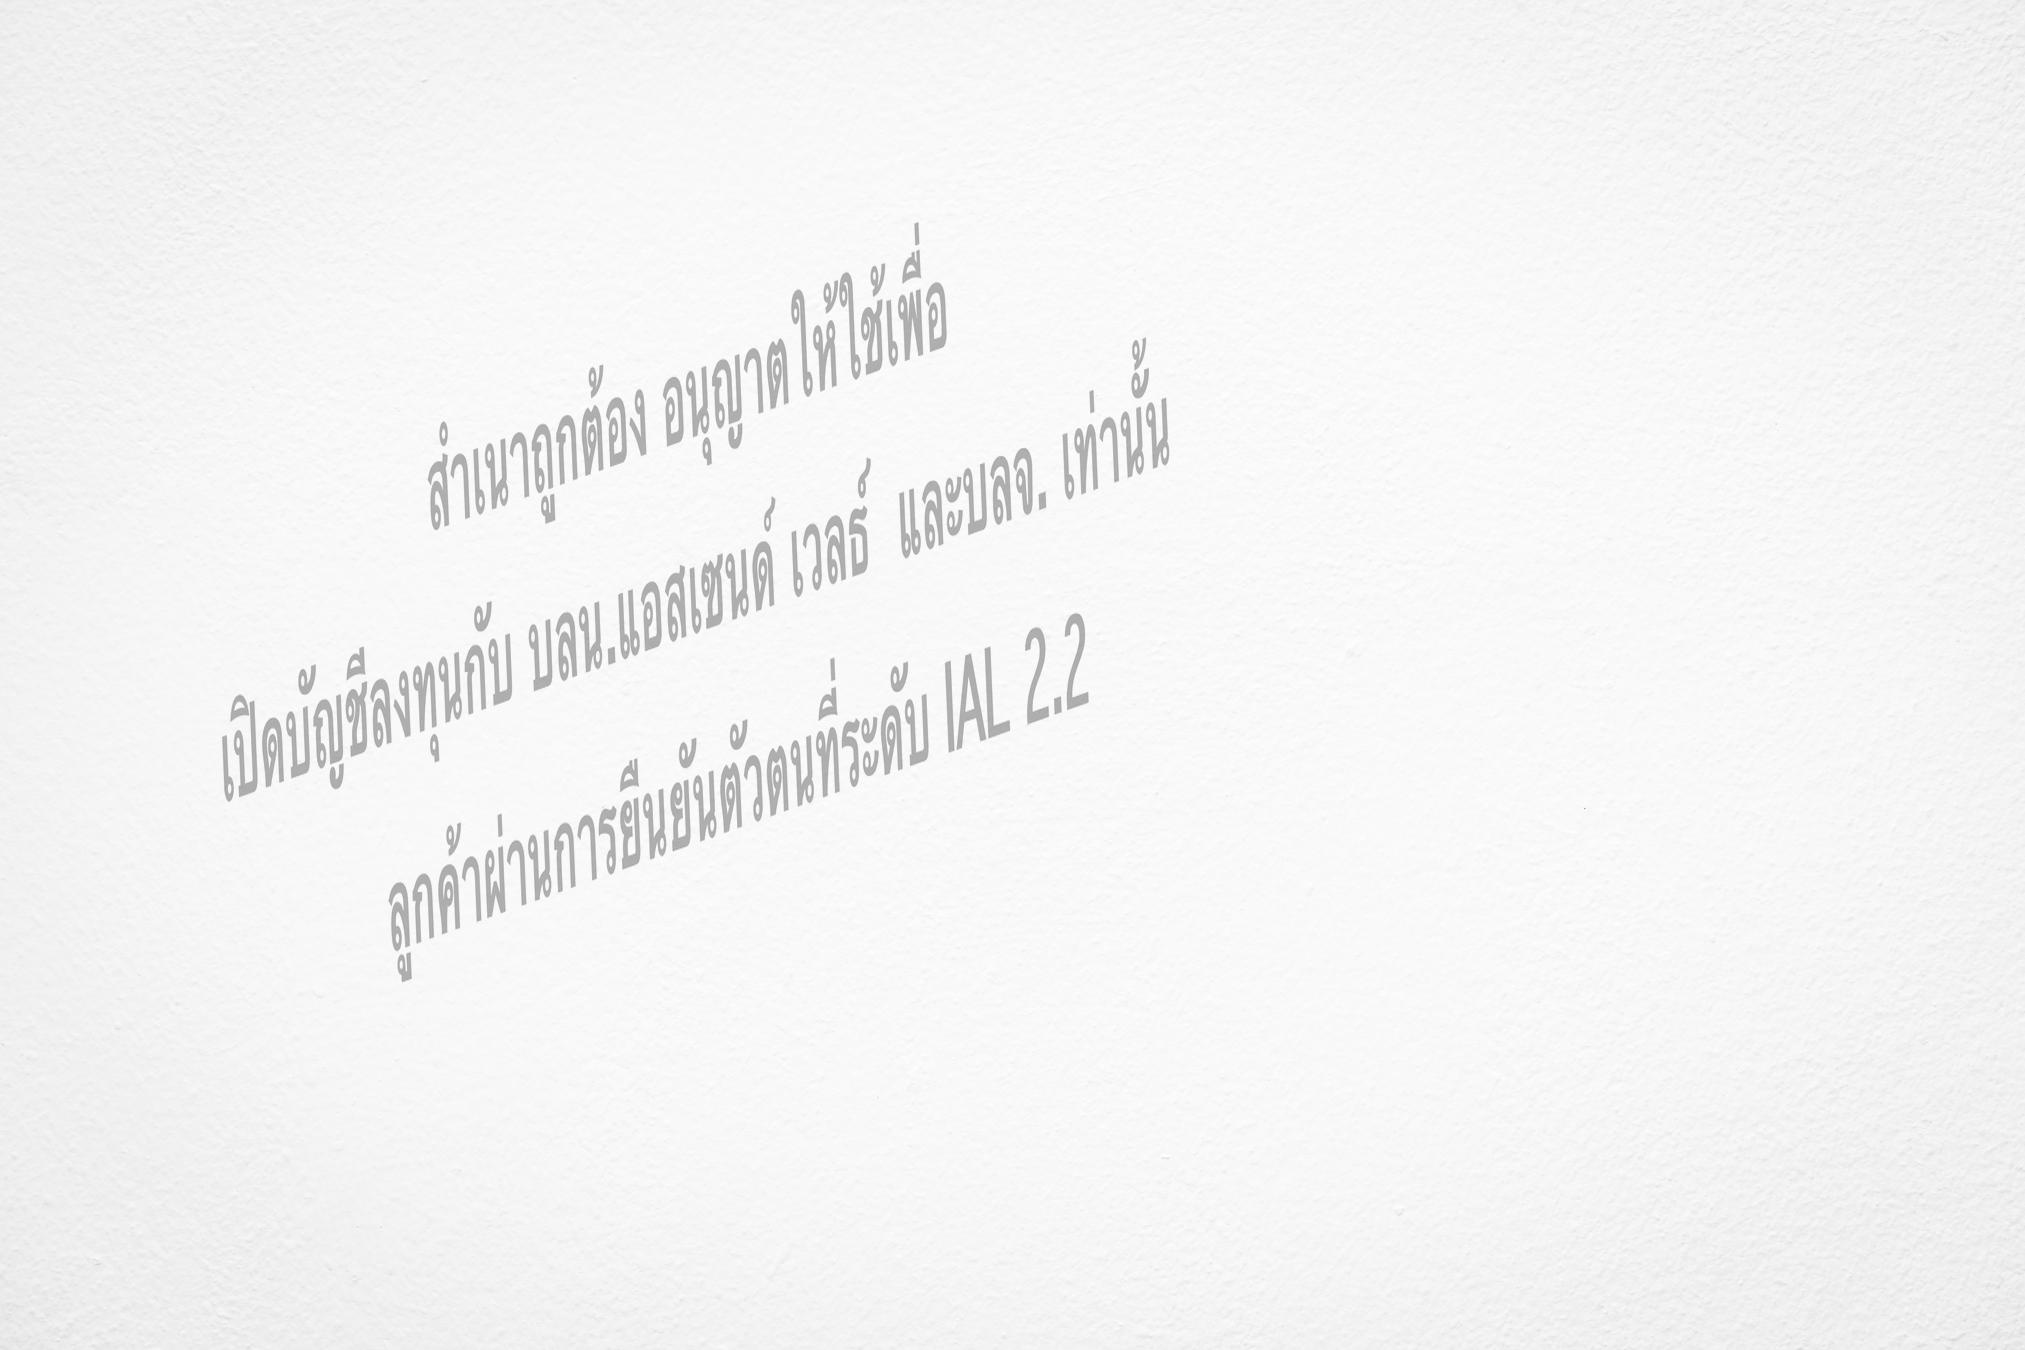 สำเนาถูกต้อง อนุญาตให้ใช้เพื่อ
เปิดบัญชีลงทุนกับ บลน.แอสเซนด์ เวลธ์ และบลจ. เท่านั้น
ลูกค้าผ่านการยืนยันตัวตนที่ระดับ IAL 2.2